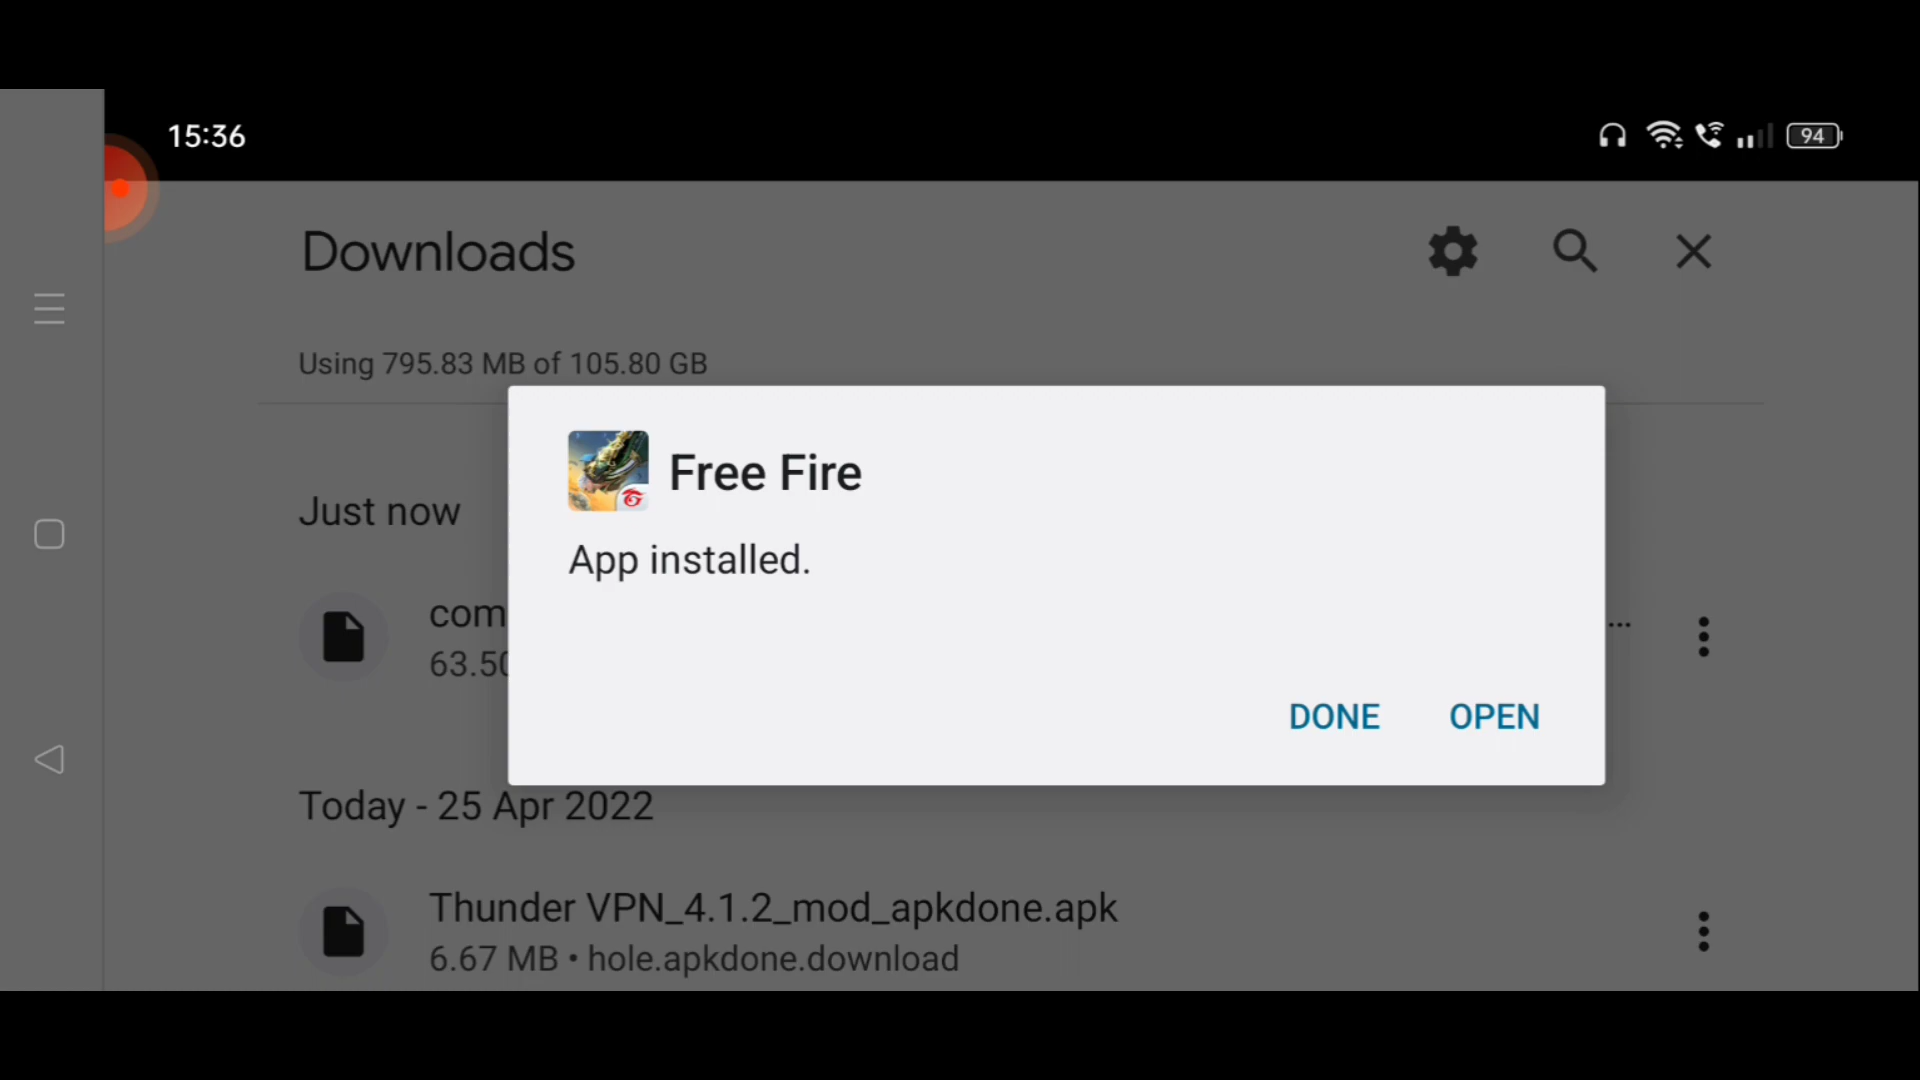 15:36
94
Downloads
Using 795.83 MB of 105.80 GB
Free Fire
App installed.
Just now
com
...
63.50
DONE
OPEN
Today - 25 Apr 2022
Thunder VPN_4.1.2_mod_apkdone.apk
6.67 MB • hole.apkdone.download